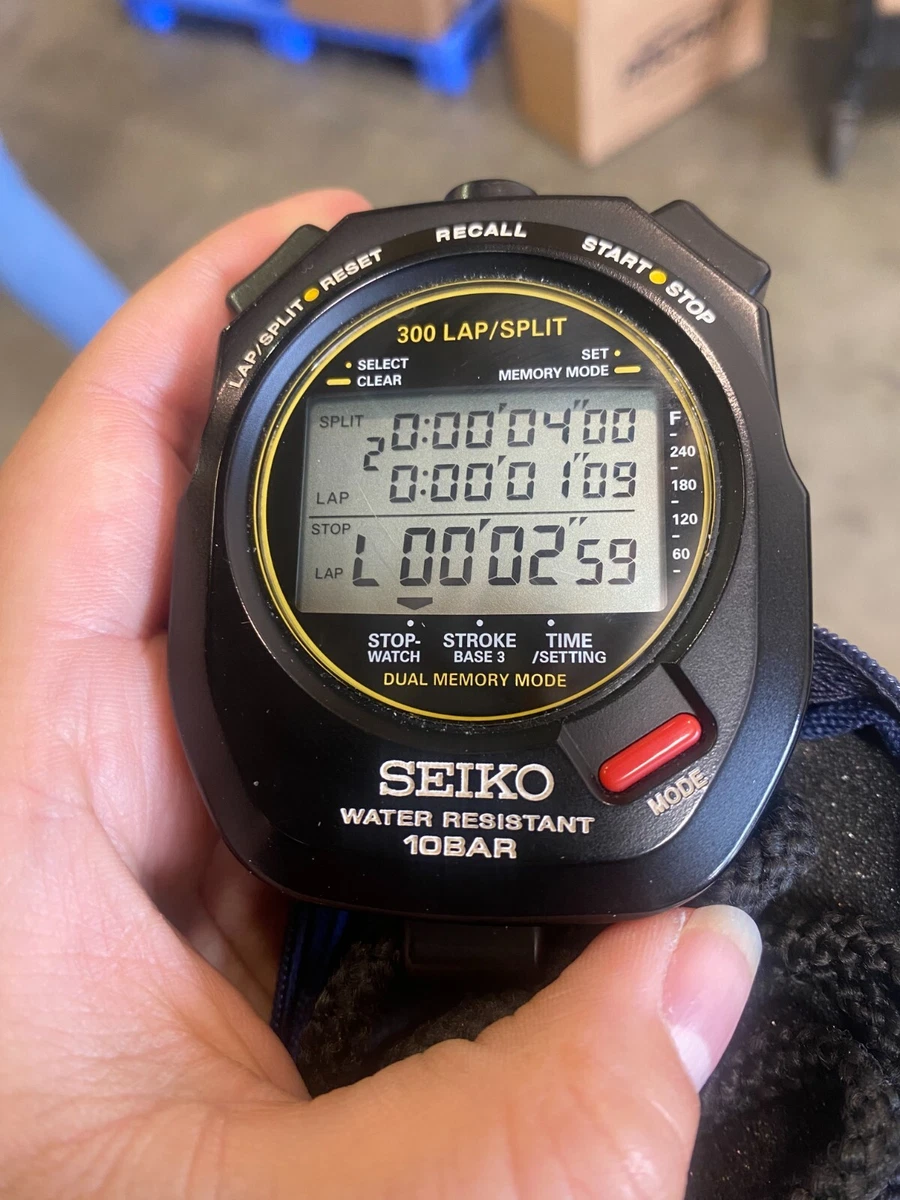 RECALL
LAP/SPLIT RESET
START STOP
300 LAP/SPLIT
SELECT
CLEAR
SET
MEMORY MODE
SPLIT 0:00'04"00
2
LAP 0:00'01"09
STOP
LAP L 00'02"59
F
240
180
120
60
STOP-WATCH
STROKE BASE 3
TIME /SETTING
DUAL MEMORY MODE
SEIKO
MODE
WATER RESISTANT
10BAR